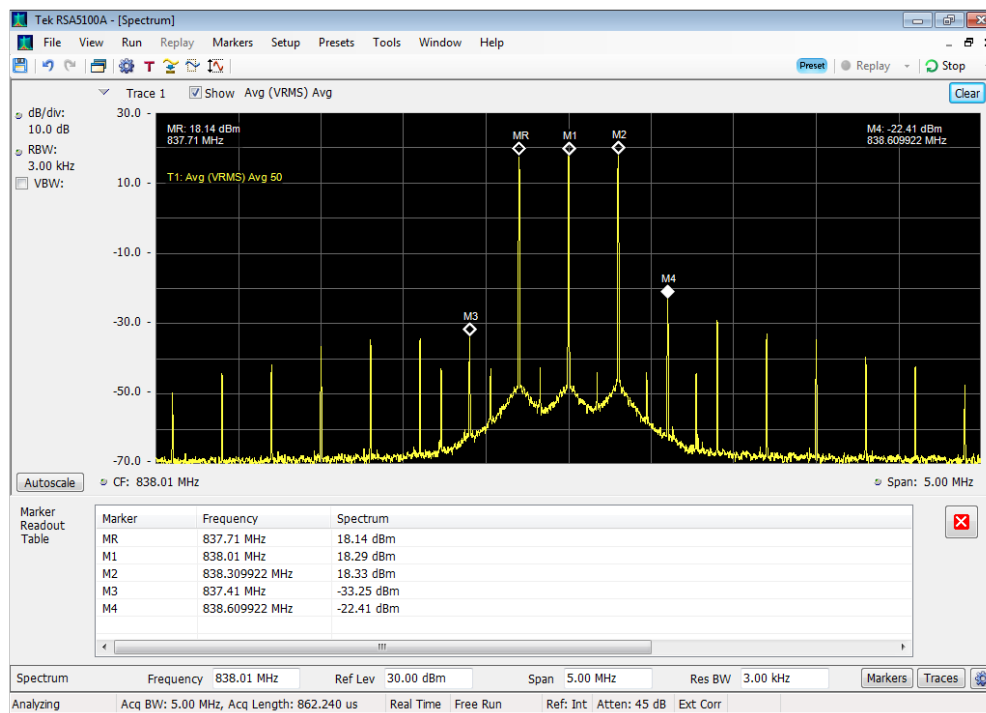 Tek RSA5100A - [Spectrum]
File View Run Replay Markers Setup Presets Tools Window Help
T Preset Replay Stop
Trace 1 Show Avg (VRMS) Avg Clear
dB/div:
10.0 dB
RBW:
3.00 kHz
VBW:
30.0
10.0
-10.0
-30.0
-50.0
-70.0
MR: 18.14 dBm
837.71 MHz
M4: -22.41 dBm
838.609922 MHz
T1: Avg (VRMS) Avg 50
MR M1 M2
M4
M3
Autoscale CF: 838.01 MHz Span: 5.00 MHz
Marker
Readout
Table
Marker Frequency Spectrum
MR 837.71 MHz 18.14 dBm
M1 838.01 MHz 18.29 dBm
M2 838.309922 MHz 18.33 dBm
M3 837.41 MHz -33.25 dBm
M4 838.609922 MHz -22.41 dBm
Spectrum Frequency 838.01 MHz Ref Lev 30.00 dBm Span 5.00 MHz Res BW 3.00 kHz Markers Traces
Analyzing Acq BW: 5.00 MHz, Acq Length: 862.240 us Real Time Free Run Ref: Int Atten: 45 dB Ext Corr